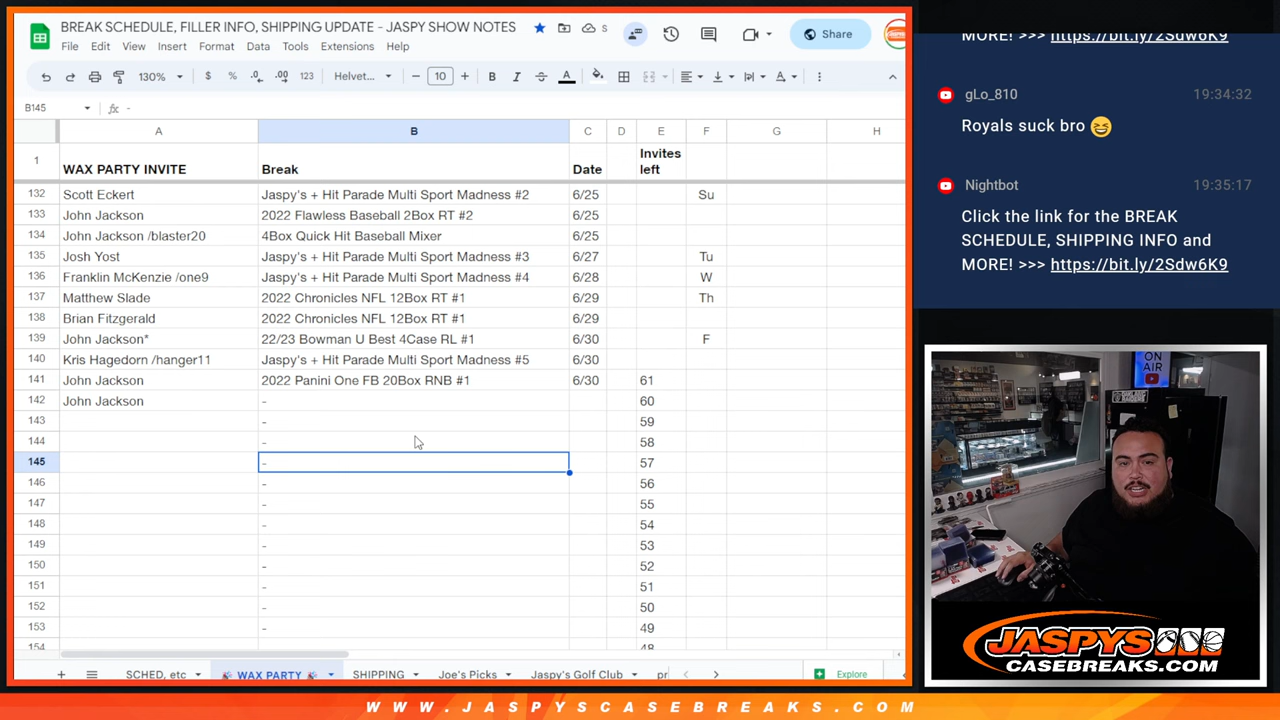 BREAK SCHEDULE, FILLER INFO, SHIPPING UPDATE - JASPY SHOW NOTES
S
Share
File Edit View Insert Format Data Tools Extensions Help
130% $ % .0 .00 123 Helvet... 10 B I A
B145 fx -
A B C D E F G H
1 WAX PARTY INVITE Break Date Invites left
132 Scott Eckert Jaspy's + Hit Parade Multi Sport Madness #2 6/25 Su
133 John Jackson 2022 Flawless Baseball 2Box RT #2 6/25
134 John Jackson /blaster20 4Box Quick Hit Baseball Mixer 6/25
135 Josh Yost Jaspy's + Hit Parade Multi Sport Madness #3 6/27 Tu
136 Franklin McKenzie /one9 Jaspy's + Hit Parade Multi Sport Madness #4 6/28 W
137 Matthew Slade 2022 Chronicles NFL 12Box RT #1 6/29 Th
138 Brian Fitzgerald 2022 Chronicles NFL 12Box RT #1 6/29
139 John Jackson* 22/23 Bowman U Best 4Case RL #1 6/30 F
140 Kris Hagedorn /hanger11 Jaspy's + Hit Parade Multi Sport Madness #5 6/30
141 John Jackson 2022 Panini One FB 20Box RNB #1 6/30 61
142 John Jackson - 60
143 - 59
144 - 58
145 - 57
146 - 56
147 - 55
148 - 54
149 - 53
150 - 52
151 - 51
152 - 50
153 - 49
154 48
SCHED, etc WAX PARTY SHIPPING Joe's Picks Jaspy's Golf Club pr Explore
MORE! >>> https://bit.ly/2Sdw6K9
gLo_810 19:34:32
Royals suck bro 😆
Nightbot 19:35:17
Click the link for the BREAK
SCHEDULE, SHIPPING INFO and
MORE! >>> https://bit.ly/2Sdw6K9
ON
AIR
JASPYS
CASEBREAKS.COM
WWW.JASPYSCASEBREAKS.COM